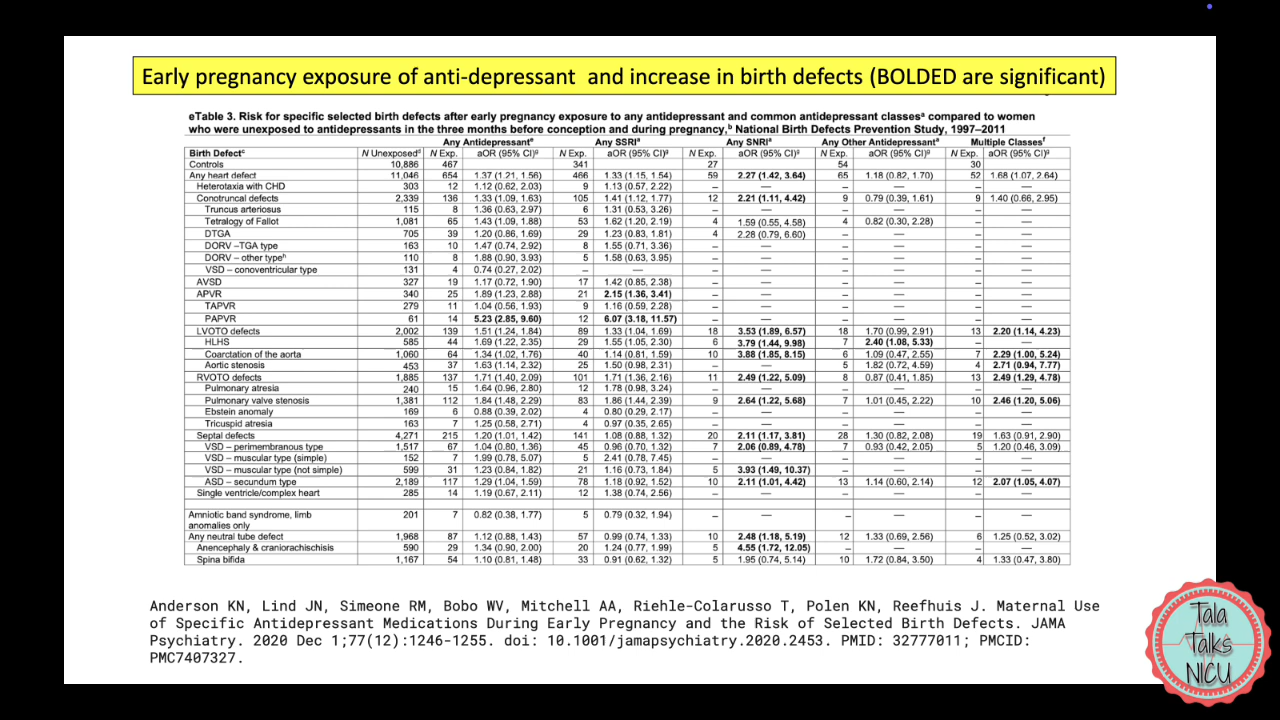 Early pregnancy exposure of anti-depressant and increase in birth defects (BOLDED are significant)
eTable 3. Risk for specific selected birth defects after early pregnancy exposure to any antidepressant and common antidepressant classesᵃ compared to women
who were unexposed to antidepressants in the three months before conception and during pregnancy,ᵇ National Birth Defects Prevention Study, 1997–2011
Any Antidepressantᵉ Any SSRIᵃ Any SNRIᵃ Any Other Antidepressantᵃ Multiple Classesᶠ
Birth Defectᶜ N Unexposedᵈ N Exp. aOR (95% CI)ᵍ N Exp. aOR (95% CI)ᵍ N Exp. aOR (95% CI)ᵍ N Exp. aOR (95% CI)ᵍ N Exp. aOR (95% CI)ᵍ
Controls 10,886 467 341 27 54 30
Any heart defect 11,046 654 1.37 (1.21, 1.56) 466 1.33 (1.15, 1.54) 59 2.27 (1.42, 3.64) 65 1.18 (0.82, 1.70) 52 1.68 (1.07, 2.64)
Heterotaxia with CHD 303 12 1.12 (0.62, 2.03) 9 1.13 (0.57, 2.22) – — – — – —
Conotruncal defects 2,339 136 1.33 (1.09, 1.63) 105 1.41 (1.12, 1.77) 12 2.21 (1.11, 4.42) 9 0.79 (0.39, 1.61) 9 1.40 (0.66, 2.95)
Truncus arteriosus 115 8 1.36 (0.63, 2.97) 6 1.31 (0.53, 3.26) – — – — – —
Tetralogy of Fallot 1,081 65 1.43 (1.09, 1.88) 53 1.62 (1.20, 2.19) 4 1.59 (0.55, 4.58) 4 0.82 (0.30, 2.28) – —
DTGA 705 39 1.20 (0.86, 1.69) 29 1.23 (0.83, 1.81) 4 2.28 (0.79, 6.60) – — – —
DORV –TGA type 163 10 1.47 (0.74, 2.92) 8 1.55 (0.71, 3.36) – — – — – —
DORV – other typeʰ 110 8 1.88 (0.90, 3.93) 5 1.58 (0.63, 3.95) – — – — – —
VSD – conoventricular type 131 4 0.74 (0.27, 2.02) – — – — – — – —
AVSD 327 19 1.17 (0.72, 1.90) 17 1.42 (0.85, 2.38) – — – — – —
APVR 340 25 1.89 (1.23, 2.88) 21 2.15 (1.36, 3.41) – — – — – —
TAPVR 279 11 1.04 (0.56, 1.93) 9 1.16 (0.59, 2.28) – — – — – —
PAPVR 61 14 5.23 (2.85, 9.60) 12 6.07 (3.18, 11.57) – — – — – —
LVOTO defects 2,002 139 1.51 (1.24, 1.84) 89 1.33 (1.04, 1.69) 18 3.53 (1.89, 6.57) 18 1.70 (0.99, 2.91) 13 2.20 (1.14, 4.23)
HLHS 585 44 1.69 (1.22, 2.35) 29 1.55 (1.05, 2.30) 6 3.79 (1.44, 9.98) 7 2.40 (1.08, 5.33) – —
Coarctation of the aorta 1,060 64 1.34 (1.02, 1.76) 40 1.14 (0.81, 1.59) 10 3.88 (1.85, 8.15) 6 1.09 (0.47, 2.55) 7 2.29 (1.00, 5.24)
Aortic stenosis 453 37 1.63 (1.14, 2.32) 25 1.50 (0.98, 2.31) – — 5 1.82 (0.72, 4.59) 4 2.71 (0.94, 7.77)
RVOTO defects 1,885 137 1.71 (1.40, 2.09) 101 1.71 (1.36, 2.16) 11 2.49 (1.22, 5.09) 8 0.87 (0.41, 1.85) 13 2.49 (1.29, 4.78)
Pulmonary atresia 240 15 1.64 (0.96, 2.80) 12 1.78 (0.98, 3.24) – — – — – —
Pulmonary valve stenosis 1,381 112 1.84 (1.48, 2.29) 83 1.86 (1.44, 2.39) 9 2.64 (1.22, 5.68) 7 1.01 (0.45, 2.22) 10 2.46 (1.20, 5.06)
Ebstein anomaly 169 6 0.88 (0.39, 2.02) 4 0.80 (0.29, 2.17) – — – — – —
Tricuspid atresia 163 7 1.25 (0.58, 2.71) 4 0.97 (0.35, 2.65) – — – — – —
Septal defects 4,271 215 1.20 (1.01, 1.42) 141 1.08 (0.88, 1.32) 20 2.11 (1.17, 3.81) 28 1.30 (0.82, 2.08) 19 1.63 (0.91, 2.90)
VSD – perimembranous type 1,517 67 1.04 (0.80, 1.36) 45 0.96 (0.70, 1.32) 7 2.06 (0.89, 4.78) 7 0.93 (0.42, 2.05) 5 1.20 (0.46, 3.09)
VSD – muscular type (simple) 152 7 1.99 (0.78, 5.07) 5 2.41 (0.78, 7.45) – — – — – —
VSD – muscular type (not simple) 599 31 1.23 (0.84, 1.82) 21 1.16 (0.73, 1.84) 5 3.93 (1.49, 10.37) – — – —
ASD – secundum type 2,189 117 1.29 (1.04, 1.59) 78 1.18 (0.92, 1.52) 10 2.11 (1.01, 4.42) 13 1.14 (0.60, 2.14) 12 2.07 (1.05, 4.07)
Single ventricle/complex heart 285 14 1.19 (0.67, 2.11) 12 1.38 (0.74, 2.56) – — – — – —
Amniotic band syndrome, limb 201 7 0.82 (0.38, 1.77) 5 0.79 (0.32, 1.94) – — – — – —
anomalies only
Any neutral tube defect 1,968 87 1.12 (0.88, 1.43) 57 0.99 (0.74, 1.33) 10 2.48 (1.18, 5.19) 12 1.33 (0.69, 2.56) 6 1.25 (0.52, 3.02)
Anencephaly & craniorachischisis 590 29 1.34 (0.90, 2.00) 20 1.24 (0.77, 1.99) 5 4.55 (1.72, 12.05) – — – —
Spina bifida 1,167 54 1.10 (0.81, 1.48) 33 0.91 (0.62, 1.32) 5 1.95 (0.74, 5.14) 10 1.72 (0.84, 3.50) 4 1.33 (0.47, 3.80)
Anderson KN, Lind JN, Simeone RM, Bobo WV, Mitchell AA, Riehle-Colarusso T, Polen KN, Reefhuis J. Maternal Use
of Specific Antidepressant Medications During Early Pregnancy and the Risk of Selected Birth Defects. JAMA
Psychiatry. 2020 Dec 1;77(12):1246-1255. doi: 10.1001/jamapsychiatry.2020.2453. PMID: 32777011; PMCID:
PMC7407327.
Tala
Talks
NICU